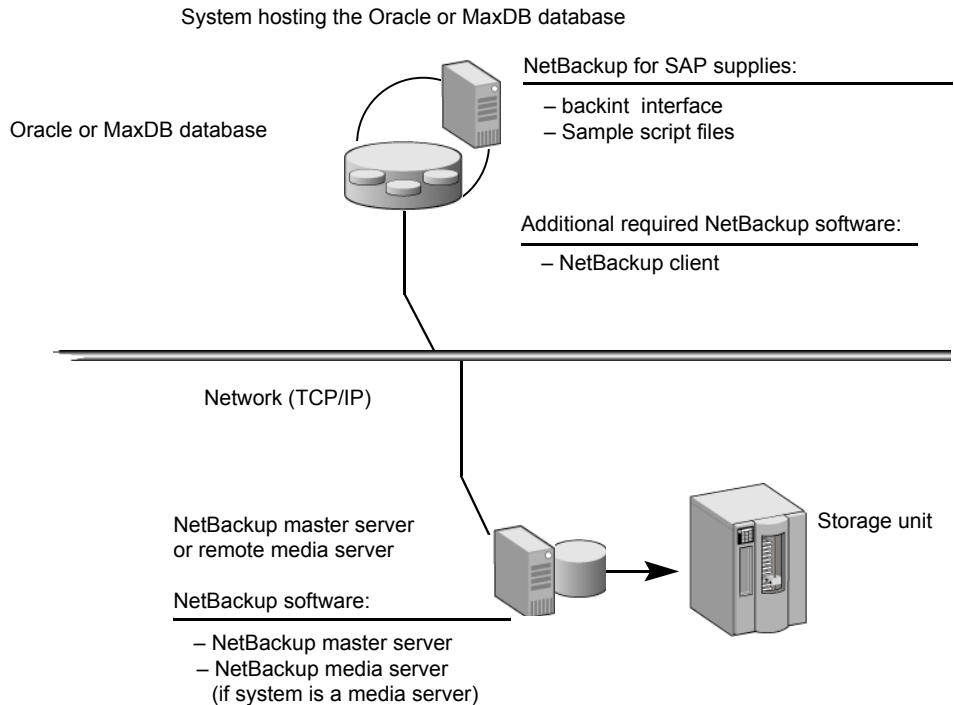 System hosting the Oracle or MaxDB database
NetBackup for SAP supplies:
– backint interface
– Sample script files
Oracle or MaxDB database
Additional required NetBackup software:
– NetBackup client
Network (TCP/IP)
NetBackup master server
or remote media server
Storage unit
NetBackup software:
– NetBackup master server
– NetBackup media server
(if system is a media server)